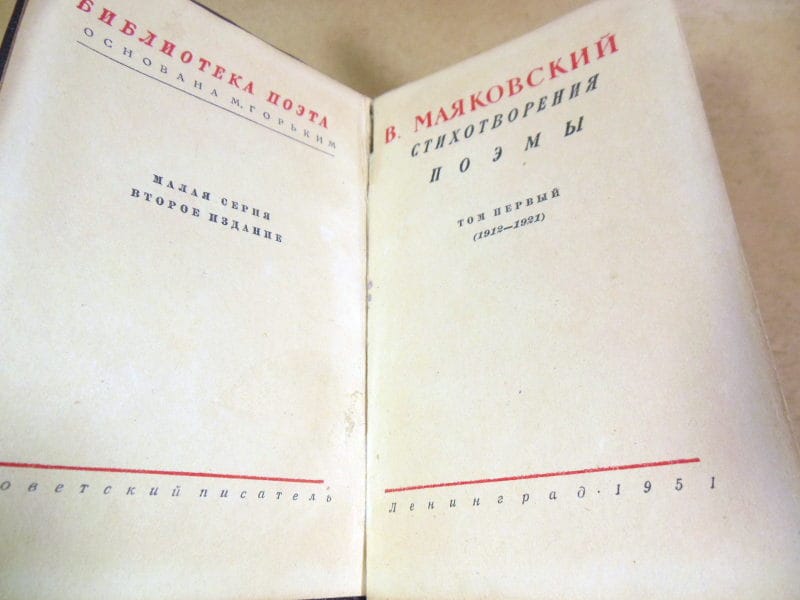 БИБЛИОТЕКА ПОЭТА
ОСНОВАНА М. ГОРЬКИМ
МАЛАЯ СЕРИЯ
ВТОРОЕ ИЗДАНИЕ
оветский писатель
В. МАЯКОВСКИЙ
СТИХОТВОРЕНИЯ
ПОЭМЫ
ТОМ ПЕРВЫЙ
(1912—1921)
Ленинград · 1951